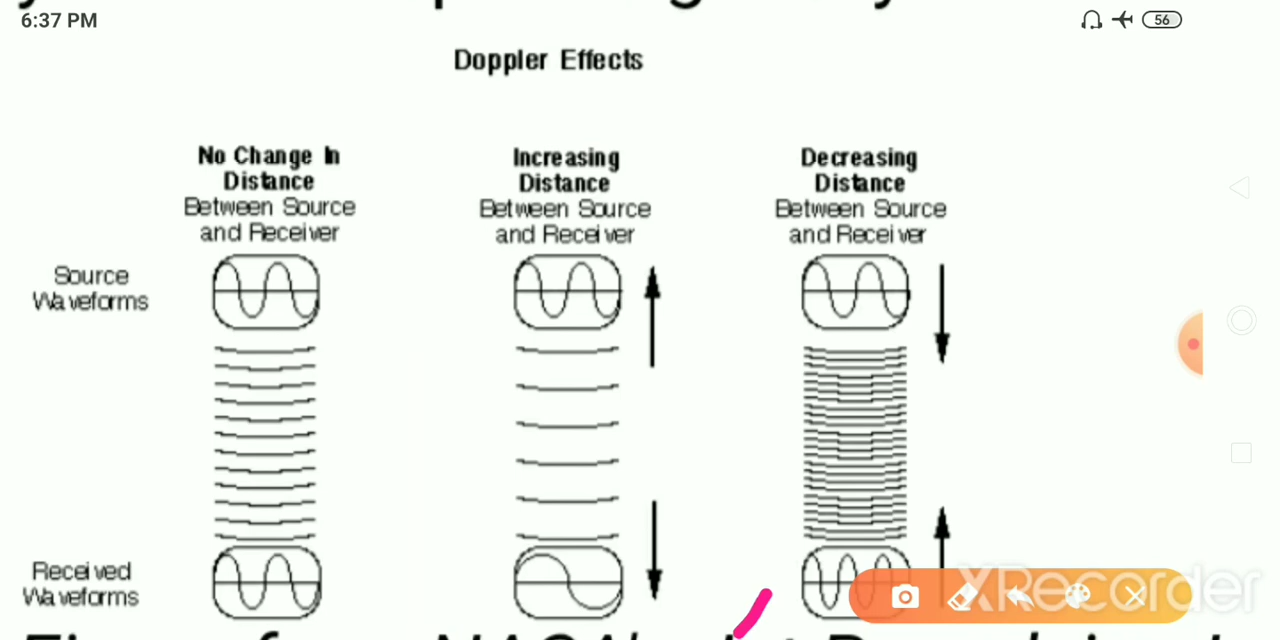 6:37 PM
56
Doppler Effects
No Change In
Distance
Between Source
and Receiver
Increasing
Distance
Between Source
and Receiver
Decreasing
Distance
Between Source
and Receiver
Source
Waveforms
Received
Waveforms
XRecorder